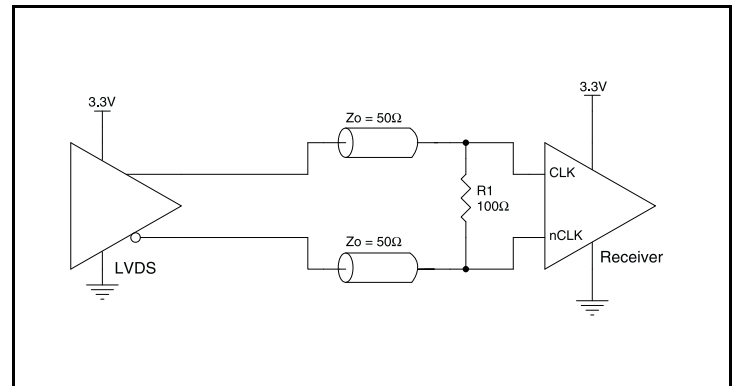 3.3V
3.3V
Zo = 50Ω
CLK
R1
100Ω
nCLK
Zo = 50Ω
LVDS
Receiver